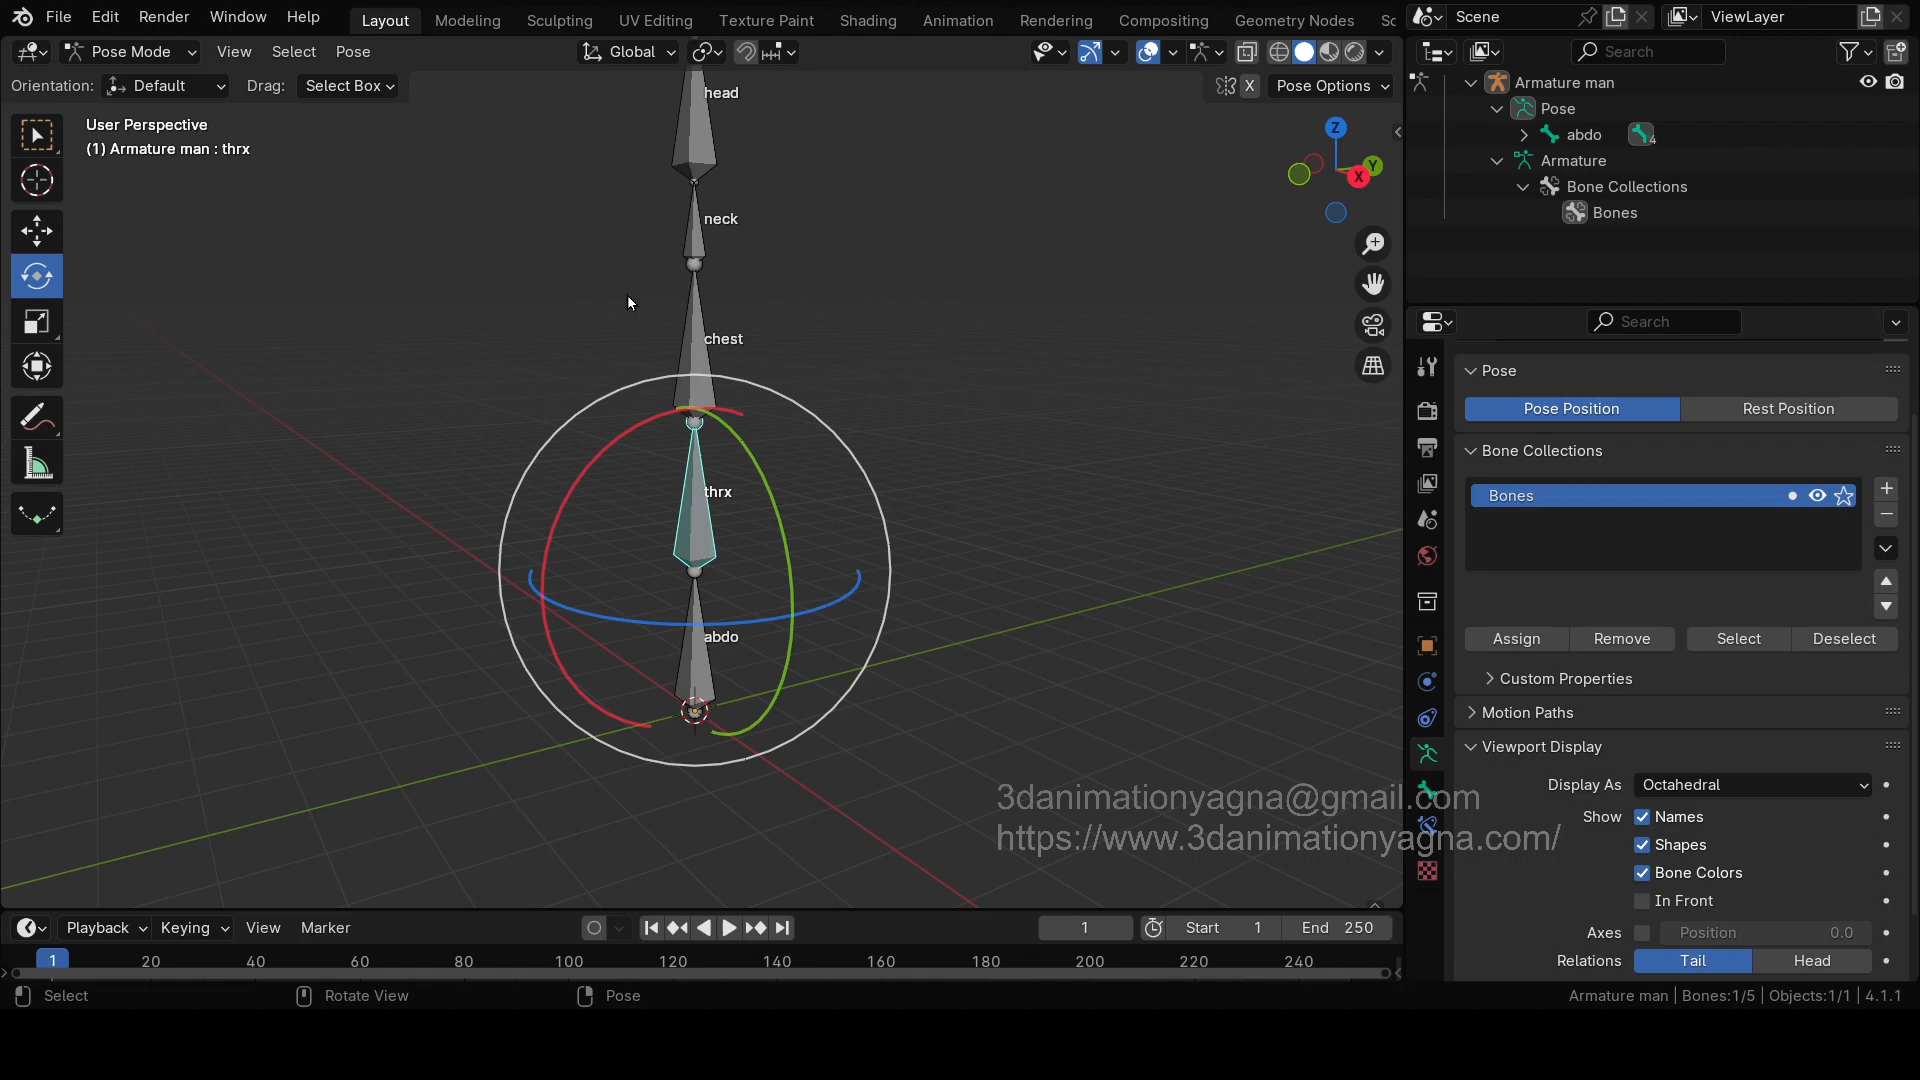 File Edit Render Window Help Layout Modeling Sculpting UV Editing Texture Paint Shading Animation Rendering Compositing Geometry Nodes Sc Scene ViewLayer
Pose Mode View Select Pose Global Search
Orientation: Default Drag: Select Box X Pose Options
User Perspective
(1) Armature man : thrx
head
neck
chest
thrx
abdo
Z
Y
X
Armature man
Pose
abdo 4
Armature
Bone Collections
Bones
Search
Pose
Pose Position Rest Position
Bone Collections
Bones
Assign Remove Select Deselect
Custom Properties
Motion Paths
Viewport Display
Display As Octahedral
Show Names
Shapes
Bone Colors
In Front
Axes Position 0.0
Relations Tail Head
3danimationyagna@gmail.com
https://www.3danimationyagna.com/
Playback Keying View Marker 1 Start 1 End 250
1 20 40 60 80 100 120 140 160 180 200 220 240
Select Rotate View Pose Armature man | Bones:1/5 | Objects:1/1 | 4.1.1